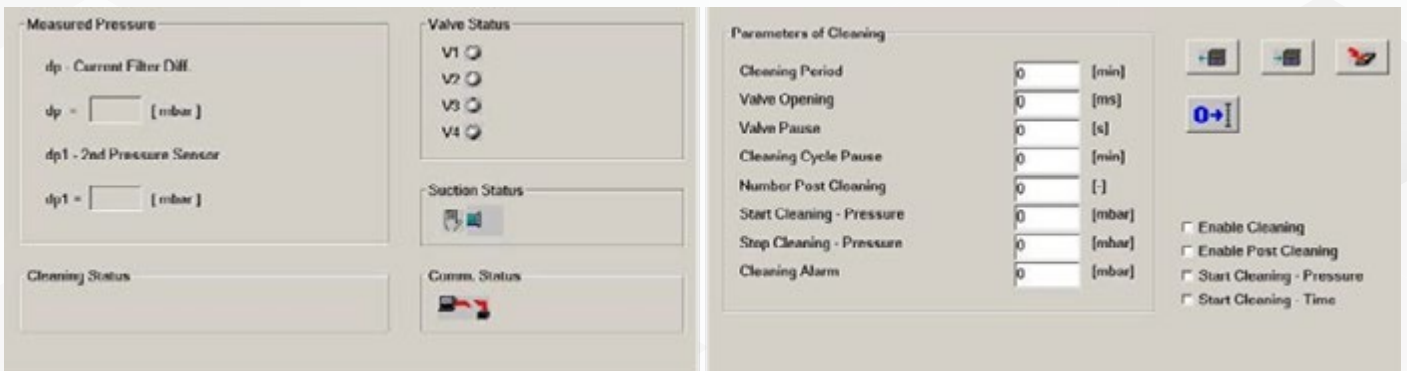 Measured Pressure
dp - Current Filter Diff.
dp = [ mbar ]
dp1 - 2nd Pressure Sensor
dp1 = [ mbar ]
Cleaning Status
Valve Status
V1
V2
V3
V4
Suction Status
Comm. Status
Parameters of Cleaning
Cleaning Period 0 [min]
Valve Opening 0 [ms]
Valve Pause 0 [s]
Cleaning Cycle Pause 0 [min]
Number Post Cleaning 0 [-]
Start Cleaning - Pressure 0 [mbar]
Stop Cleaning - Pressure 0 [mbar]
Cleaning Alarm 0 [mbar]
0→I
Enable Cleaning
Enable Post Cleaning
Start Cleaning - Pressure
Start Cleaning - Time